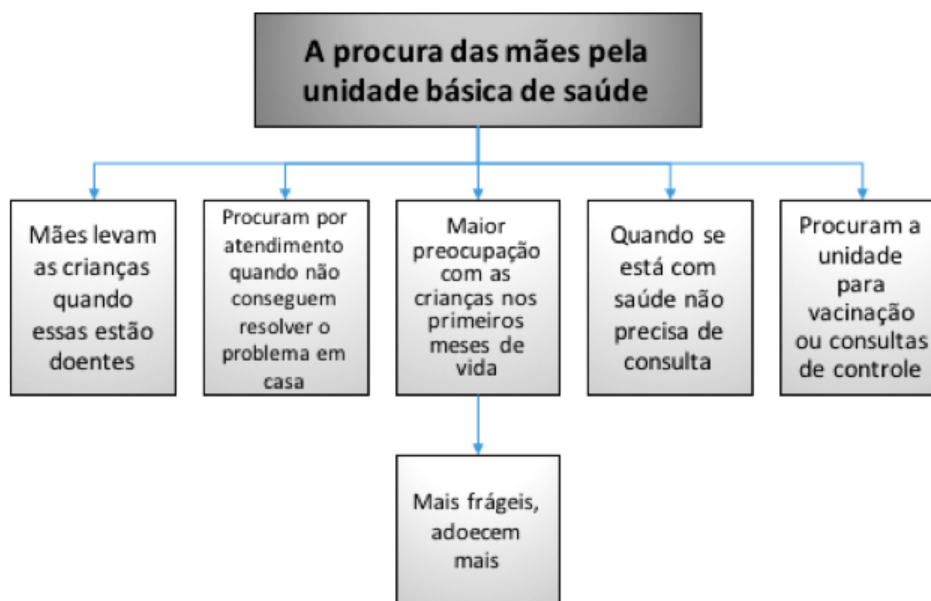 A procura das mães pela
unidade básica de saúde
Mães levam
as crianças
quando
essas estão
doentes
Procuram por
atendimento
quando não
conseguem
resolver o
problema em
casa
Maior
preocupação
com as
crianças nos
primeiros
meses de
vida
Quando se
está com
saúde não
precisa de
consulta
Procuram a
unidade
para
vacinação
ou consultas
de controle
Mais frágeis,
adoecem
mais